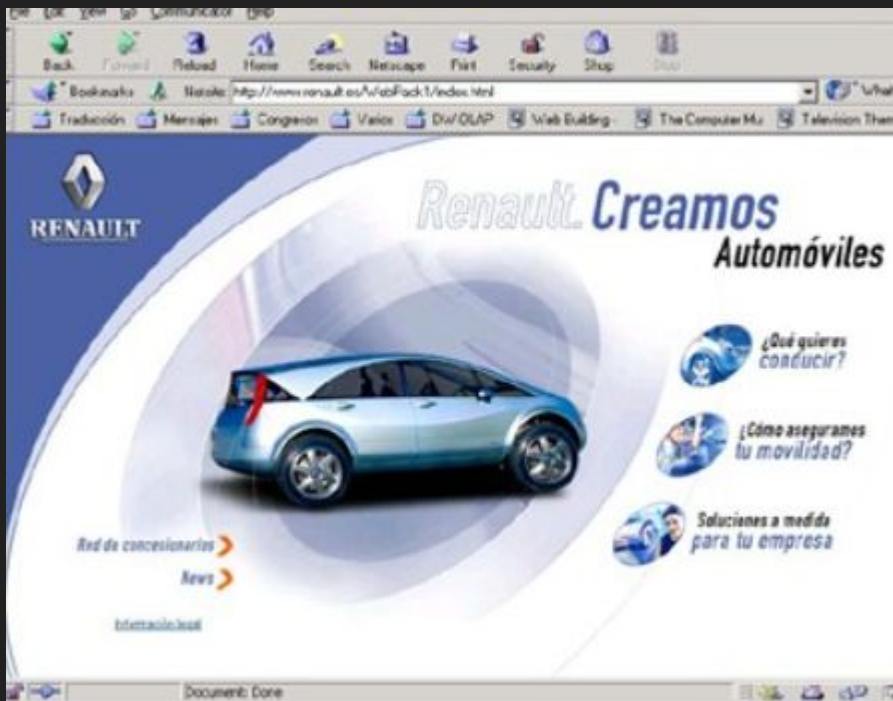 File Edit View Go Communicator Help
Back Forward Reload Home Search Netscape Print Security Shop Stop
Bookmarks Netsite: http://www.renault.es/WebPack1/index.html What
Traducción Mensajes Congresos Varios DW/OLAP Web Building - The Computer Mu Television Them
RENAULT
Renault. Creamos
Automóviles
¿Qué quieres
conducir?
¿Cómo aseguramos
tu movilidad?
Soluciones a medida
para tu empresa
Red de concesionarios
News
Información legal
Document: Done